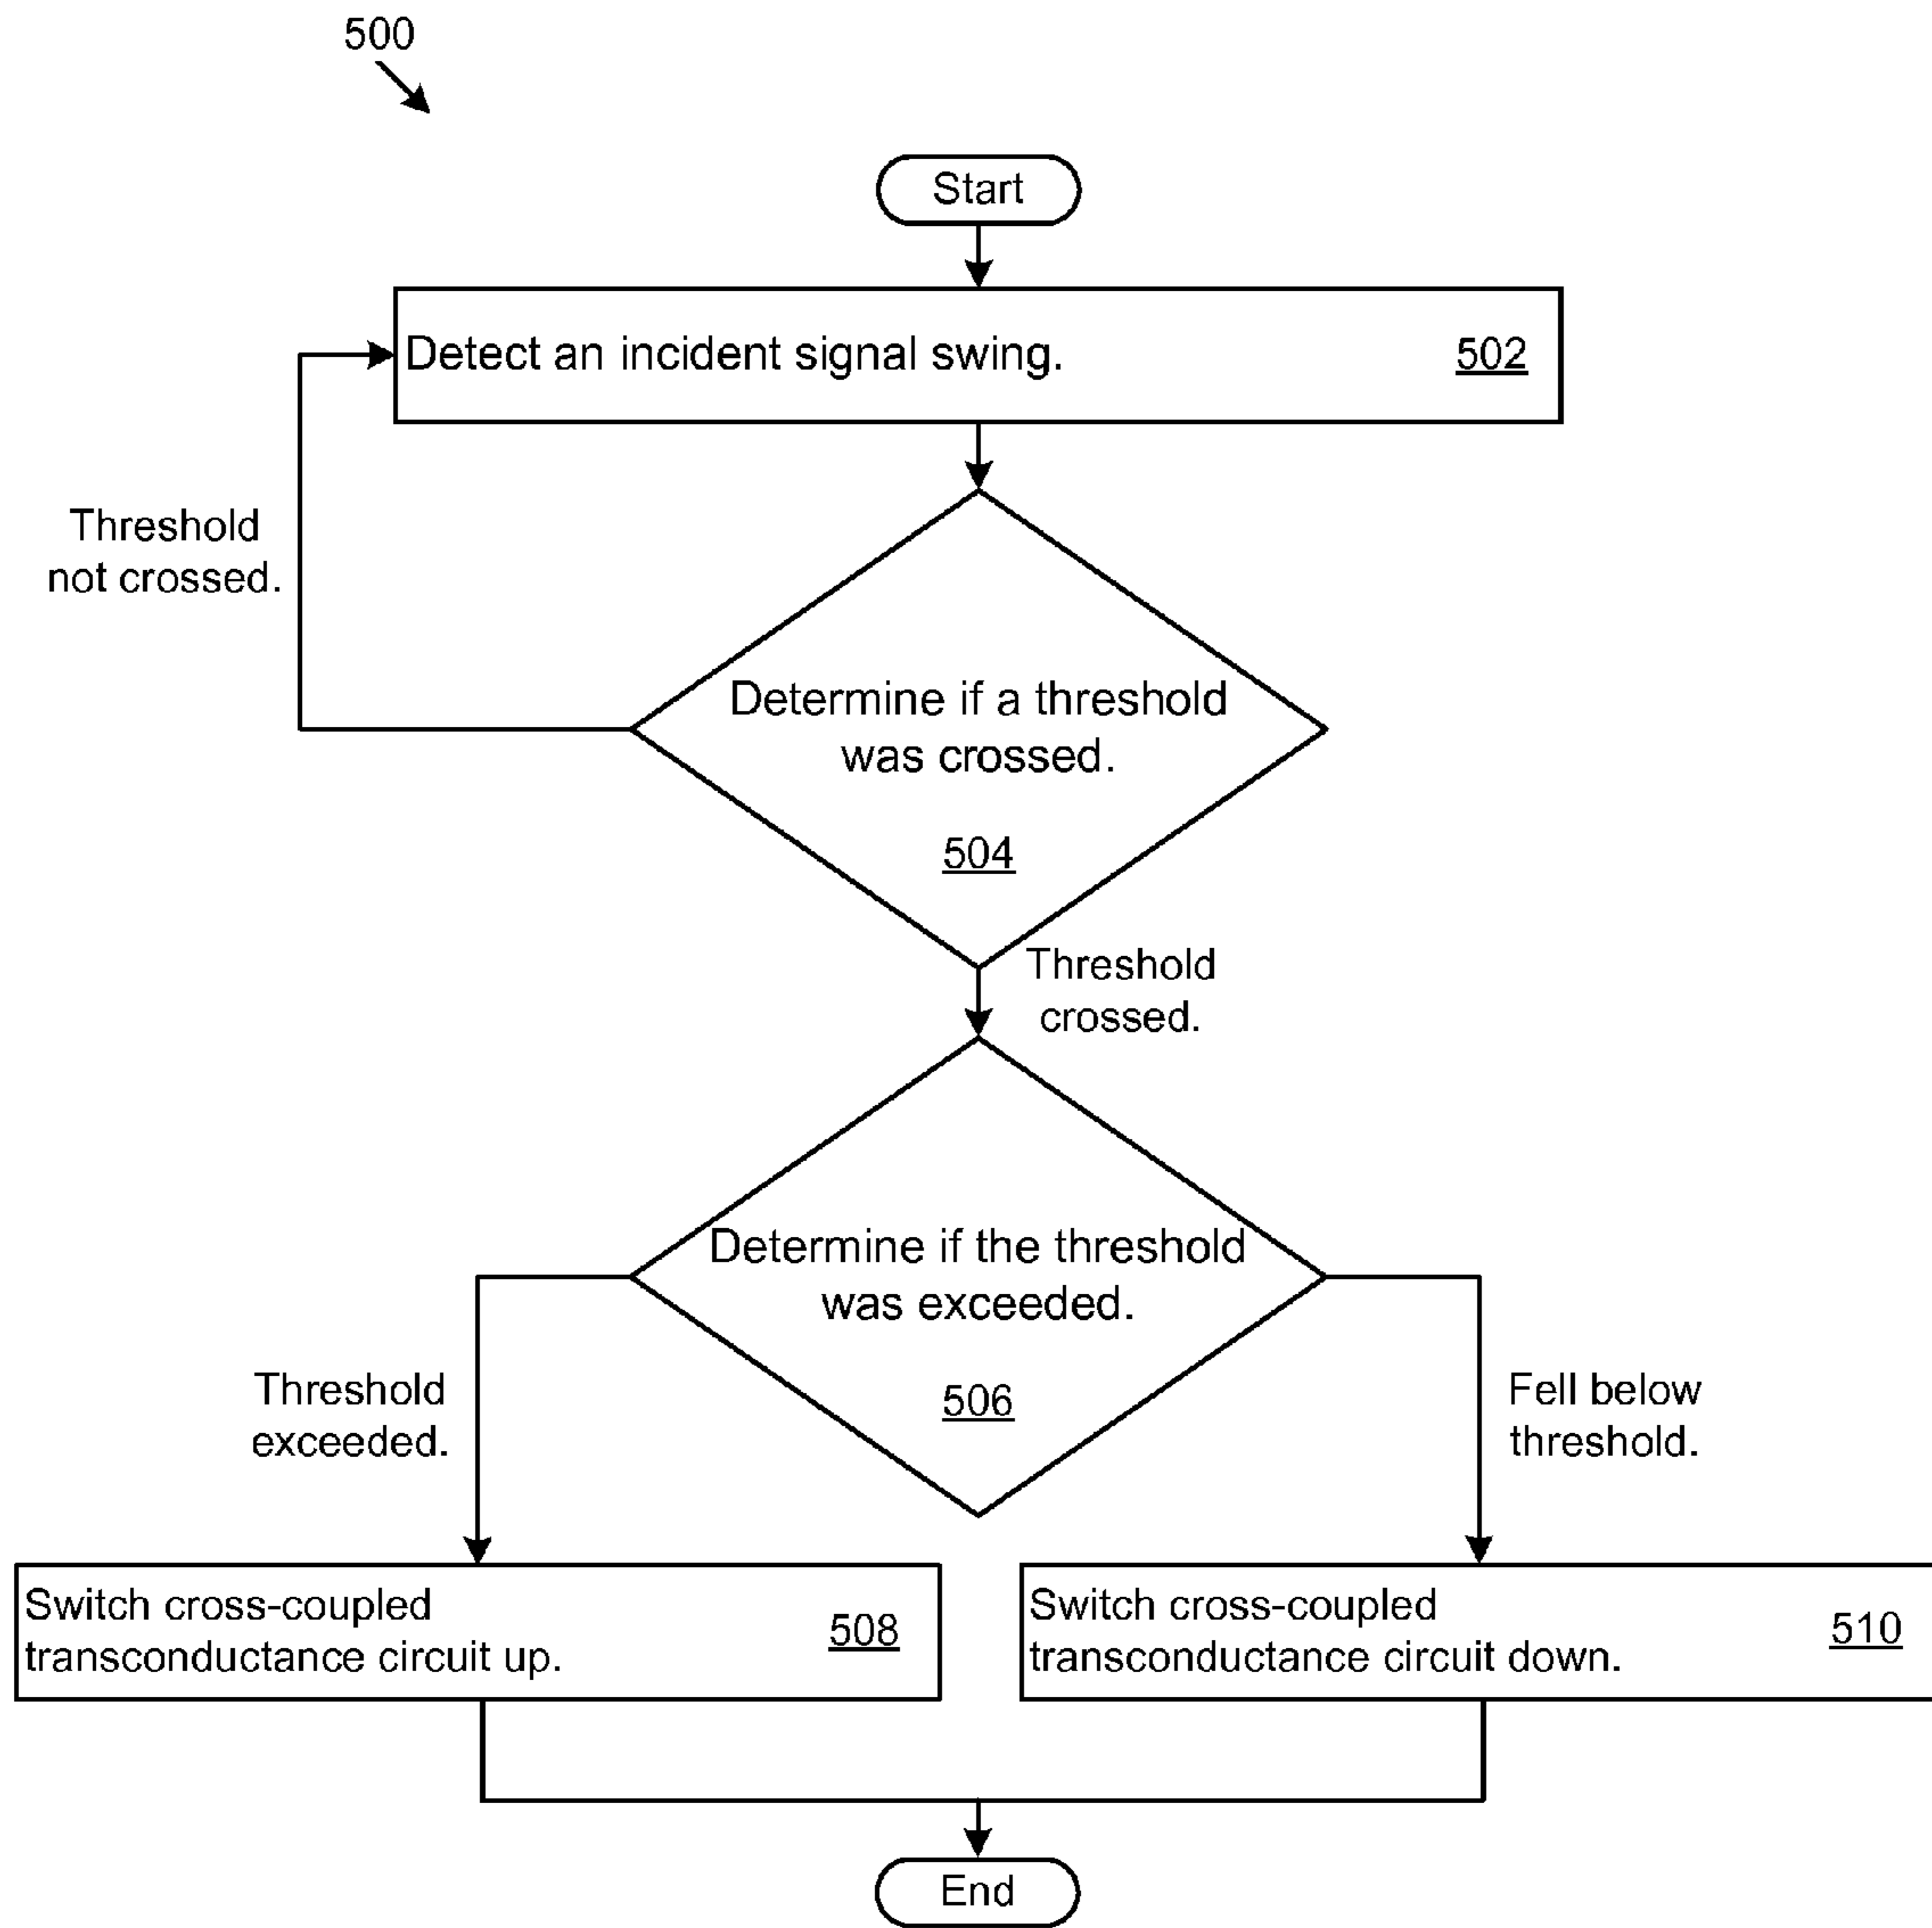 500
Start
Detect an incident signal swing.
502
Threshold
not crossed.
Determine if a threshold
was crossed.
504
Threshold
crossed.
Determine if the threshold
was exceeded.
506
Threshold
exceeded.
Fell below
threshold.
Switch cross-coupled
transconductance circuit up.
508
Switch cross-coupled
transconductance circuit down.
510
End